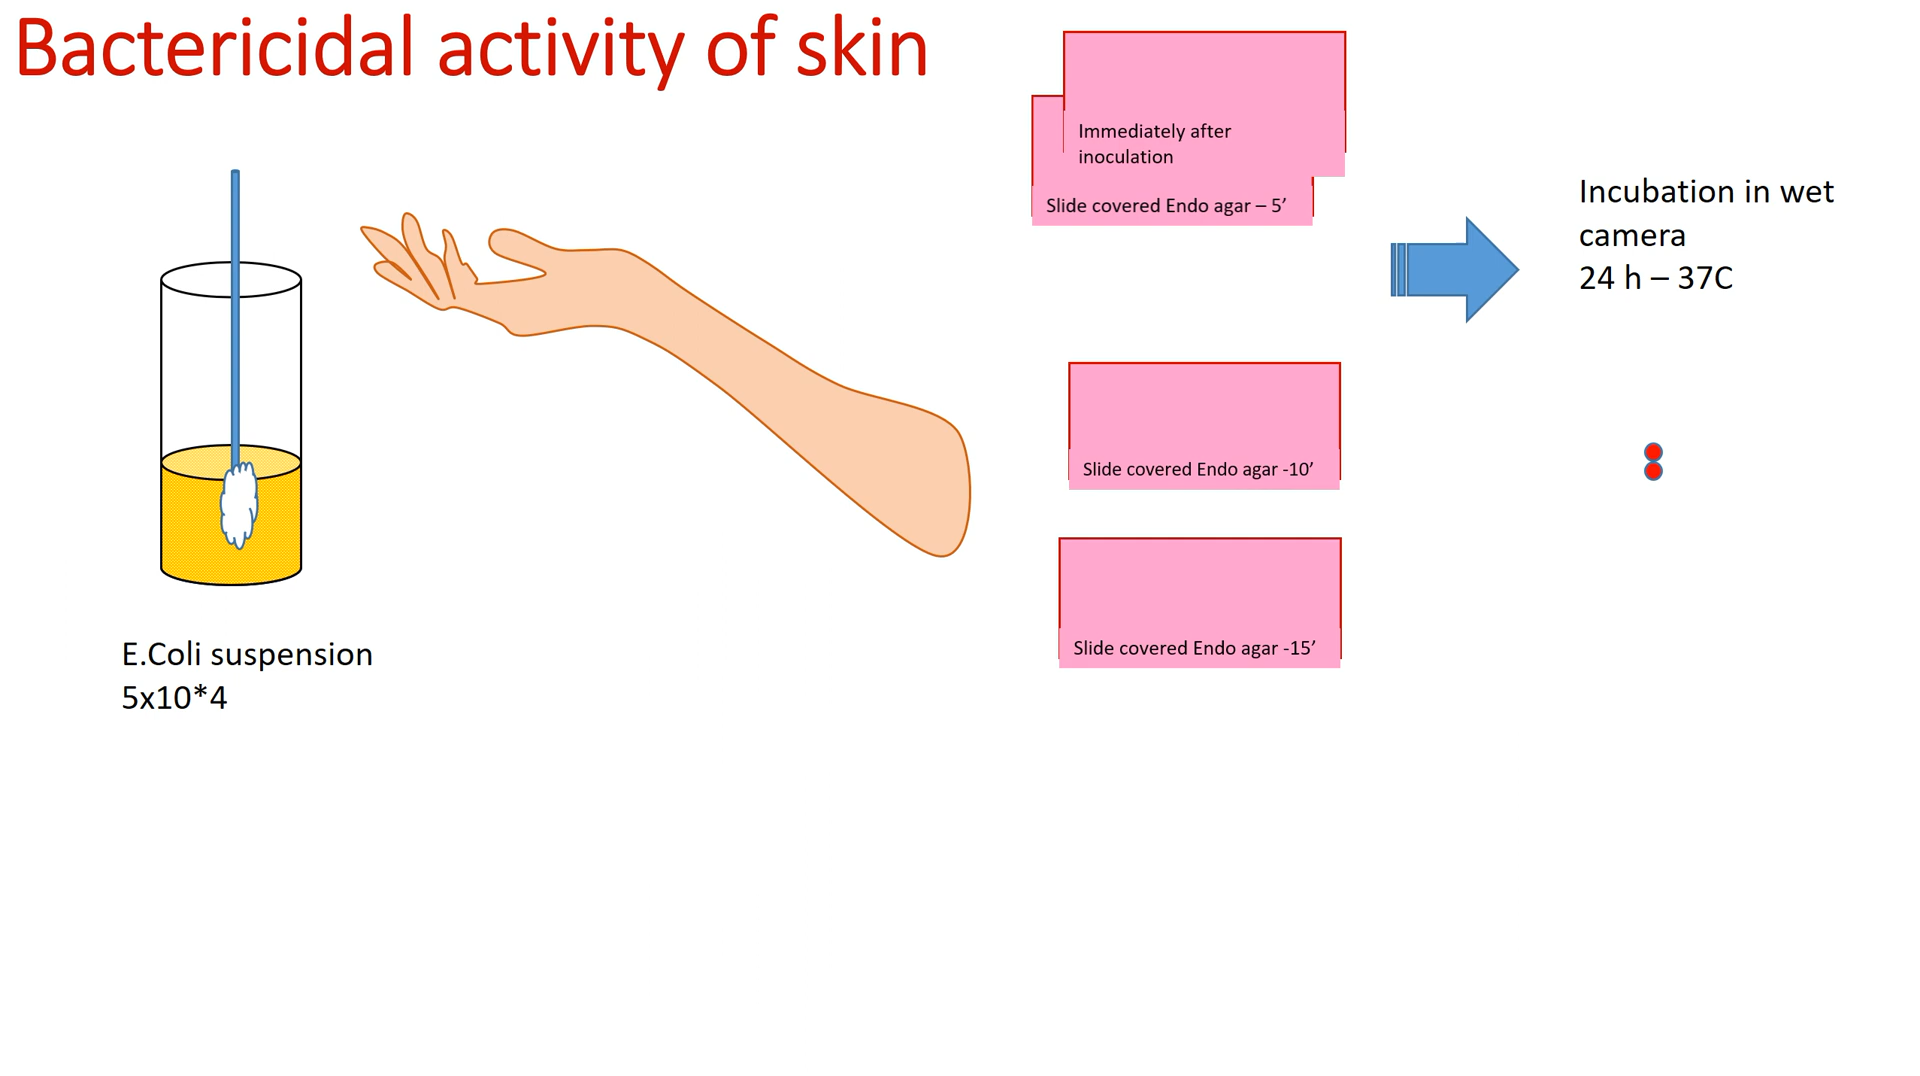 Bactericidal activity of skin
Immediately after
inoculation
Slide covered Endo agar – 5’
Incubation in wet
camera
24 h – 37C
Slide covered Endo agar -10’
Slide covered Endo agar -15’
E.Coli suspension
5x10*4